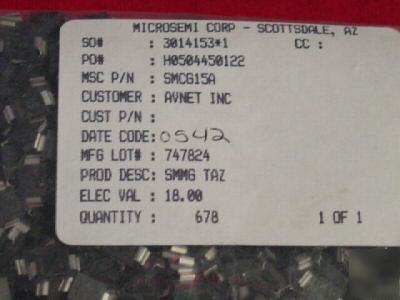 MICROSEMI CORP - SCOTTSDALE, AZ
SO# : 3014153*1 CC :
PO# : H0504450122
MSC P/N : SMCG15A
CUSTOMER : AVNET INC
CUST P/N :
DATE CODE: 0542
MFG LOT# : 747824
PROD DESC: SMMG TAZ
ELEC VAL : 18.00
QUANTITY : 678 1 OF 1